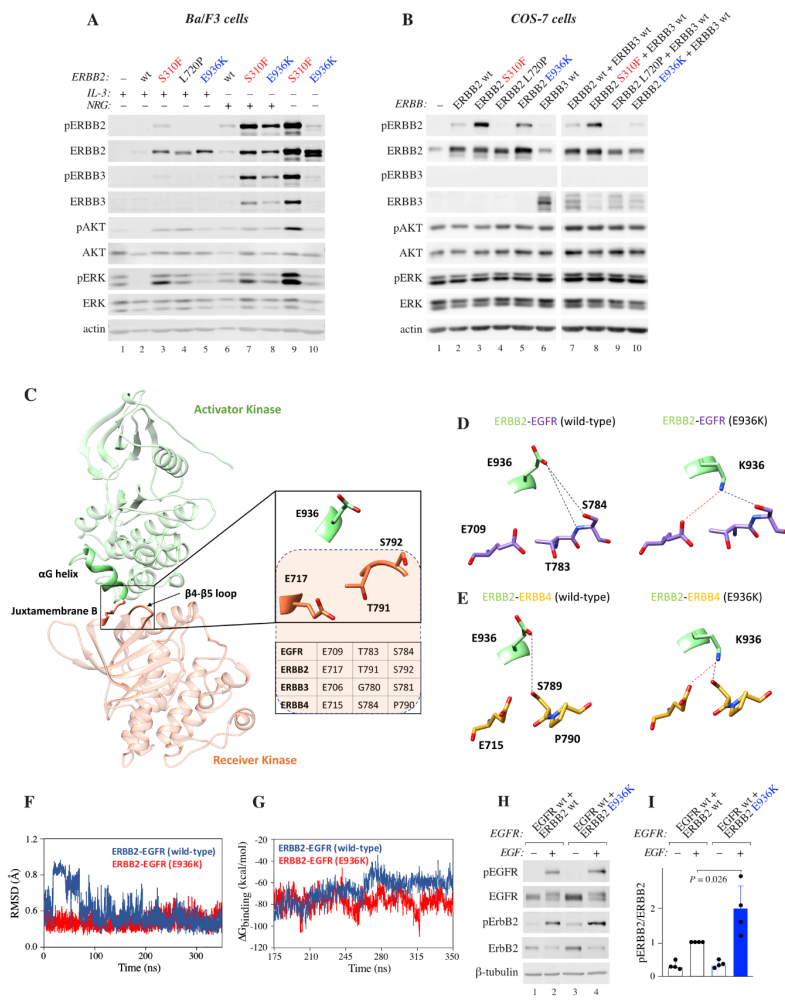 A
Ba/F3 cells
ERBB2: – wt S310F L720P E936K wt S310F E936K S310F E936K
IL-3: + + + + + – – – – –
NRG: – – – – – + + + – –
pERBB2
ERBB2
pERBB3
ERBB3
pAKT
AKT
pERK
ERK
actin
1 2 3 4 5 6 7 8 9 10
B
COS-7 cells
ERBB: – ERBB2 wt ERBB2 S310F ERBB2 L720P ERBB2 E936K ERBB3 wt ERBB2 wt + ERBB3 wt ERBB2 S310F + ERBB3 wt ERBB2 L720P + ERBB3 wt ERBB2 E936K + ERBB3 wt
pERBB2
ERBB2
pERBB3
ERBB3
pAKT
AKT
pERK
ERK
actin
1 2 3 4 5 6 7 8 9 10
C
Activator Kinase
αG helix
Juxtamembrane B
β4-β5 loop
Receiver Kinase
E936
S792
E717
T791
EGFR E709 T783 S784
ERBB2 E717 T791 S792
ERBB3 E706 G780 S781
ERBB4 E715 S784 P790
D
ERBB2-EGFR (wild-type)
E936
S784
E709
T783
ERBB2-EGFR (E936K)
K936
E
ERBB2-ERBB4 (wild-type)
E936
S789
E715
P790
ERBB2-ERBB4 (E936K)
K936
F
ERBB2-EGFR (wild-type)
ERBB2-EGFR (E936K)
RMSD (Å)
1.2
0.8
0.6
0.2
0.0
0 100 200 300
Time (ns)
G
ERBB2-EGFR (wild-type)
ERBB2-EGFR (E936K)
ΔGbinding (kcal/mol)
-20
-40
-60
-80
-100
-120
175 210 245 280 315 350
Time (ns)
H
EGFR wt + ERBB2 wt
EGFR wt + ERBB2 E936K
EGFR:
EGF: – + – +
pEGFR
EGFR
pErbB2
ErbB2
β-tubulin
1 2 3 4
I
EGFR wt + ERBB2 wt
EGFR wt + ERBB2 E936K
EGFR:
EGF: – + – +
P = 0.026
pERBB2/ERBB2
2
1
0